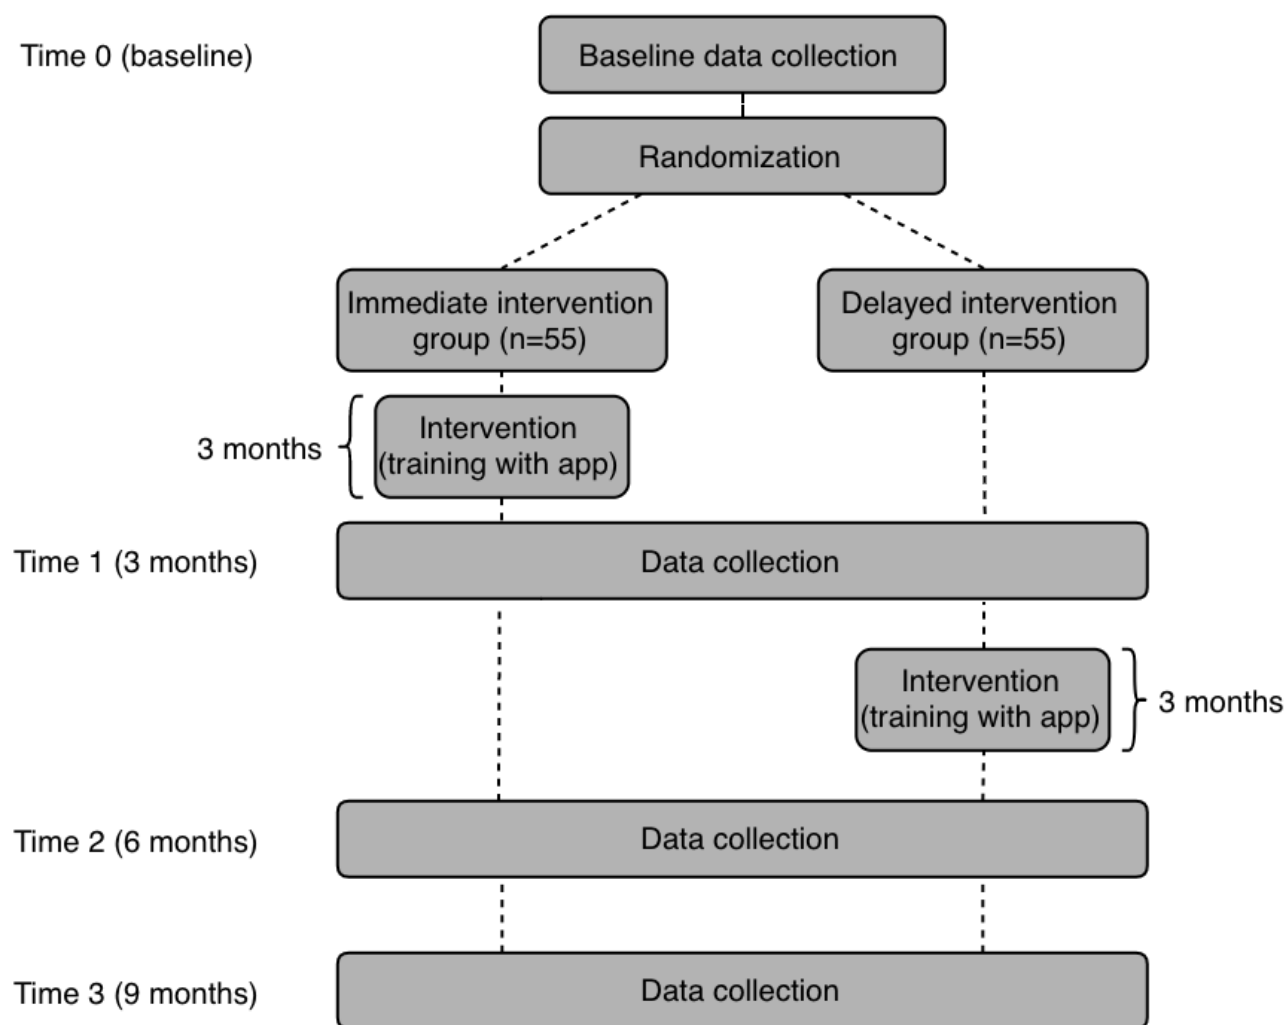 Time 0 (baseline)
Baseline data collection
Randomization
Immediate intervention
group (n=55)
Delayed intervention
group (n=55)
3 months
Intervention
(training with app)
Time 1 (3 months)
Data collection
Intervention
(training with app)
3 months
Time 2 (6 months)
Data collection
Time 3 (9 months)
Data collection